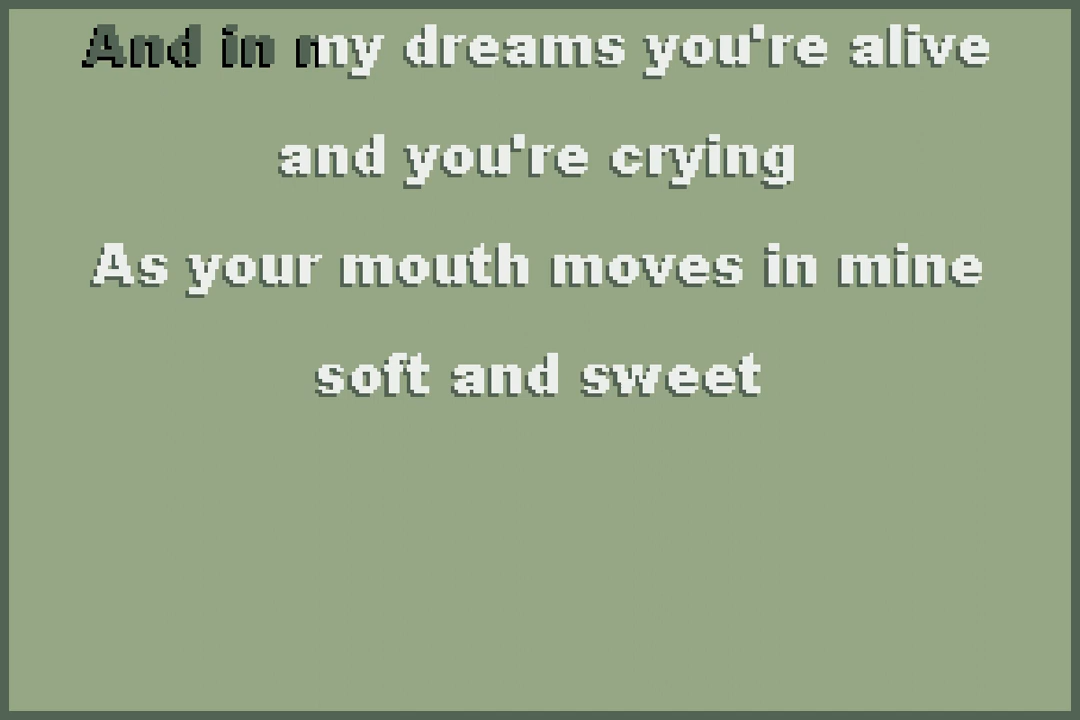 And in my dreams you're alive
and you're crying
As your mouth moves in mine
soft and sweet